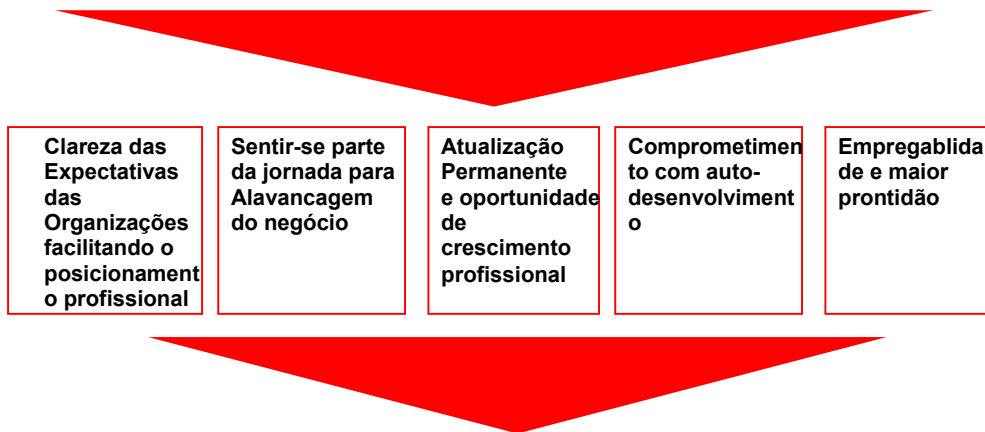 Clareza das
Expectativas
das
Organizações
facilitando o
posicionament
o profissional
Sentir-se parte
da jornada para
Alavancagem
do negócio
Atualização
Permanente
e oportunidade
de
crescimento
profissional
Comprometimen
to com auto-
desenvolviment
o
Empregablida
de e maior
prontidão